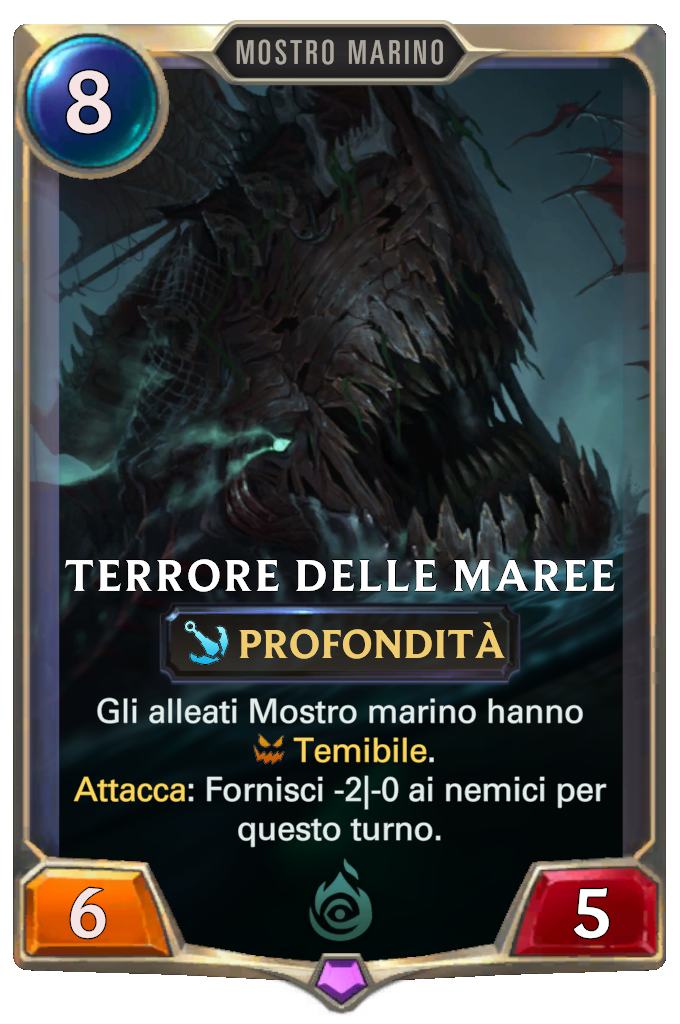 MOSTRO MARINO
8
TERRORE DELLE MAREE
PROFONDITÀ
Gli alleati Mostro marino hanno
Temibile.
Attacca: Fornisci -2|-0 ai nemici per
questo turno.
6
5